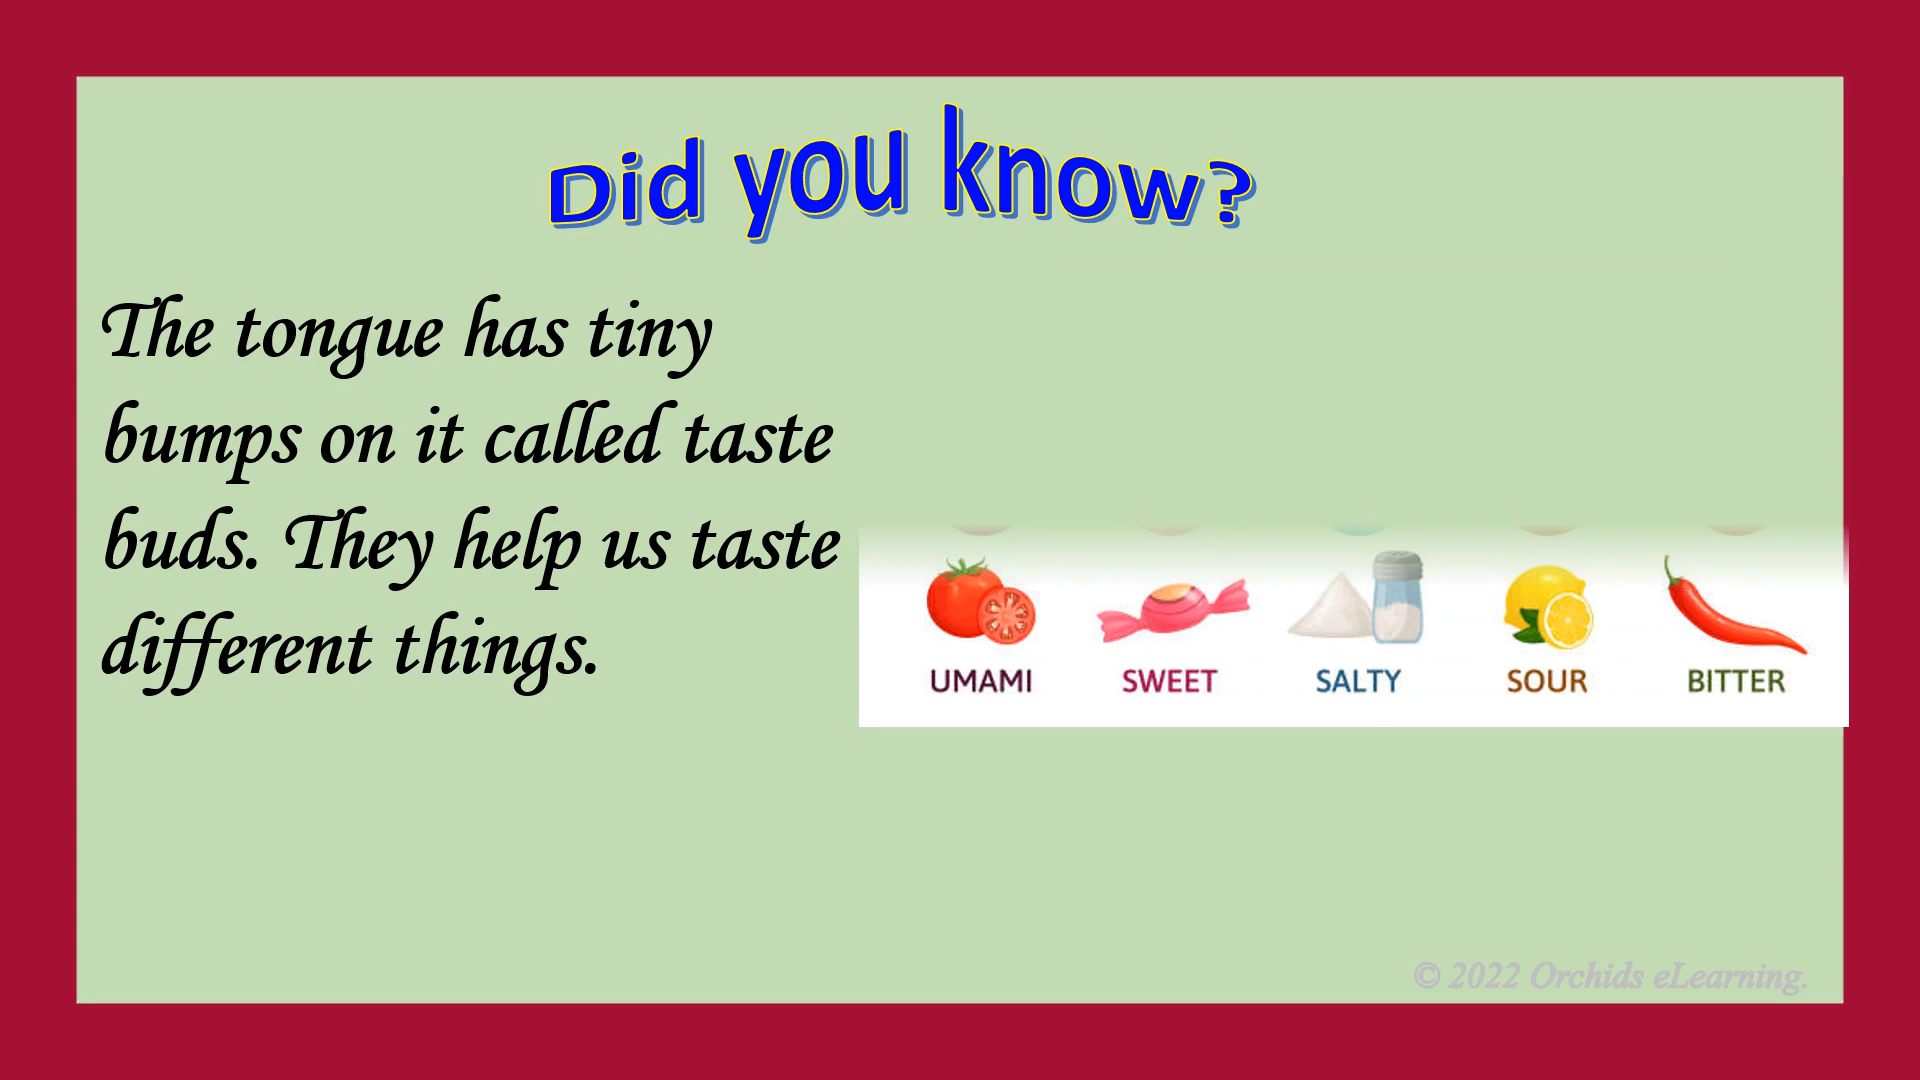 Did you know?
The tongue has tiny
bumps on it called taste
buds. They help us taste
different things.
UMAMI SWEET SALTY SOUR BITTER
© 2022 Orchids eLearning.